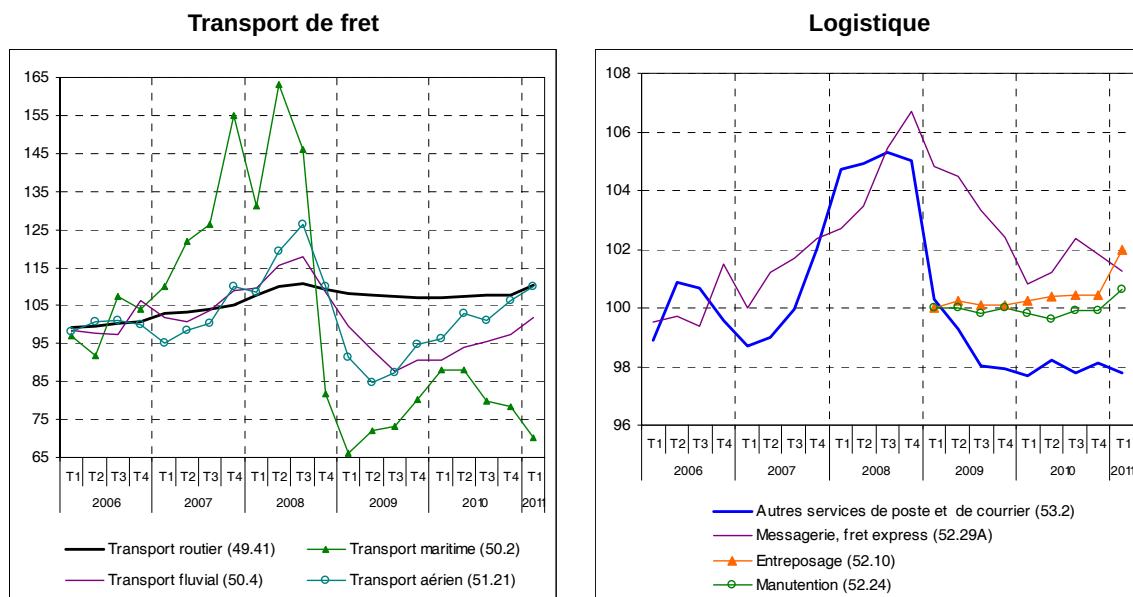 Transport de fret
165
155
145
135
125
115
105
95
85
75
65
T1 T2 T3 T4 T1 T2 T3 T4 T1 T2 T3 T4 T1 T2 T3 T4 T1 T2 T3 T4 T1
2006 2007 2008 2009 2010 2011
Transport routier (49.41) Transport maritime (50.2)
Transport fluvial (50.4) Transport aérien (51.21)
Logistique
108
106
104
102
100
98
96
T1 T2 T3 T4 T1 T2 T3 T4 T1 T2 T3 T4 T1 T2 T3 T4 T1 T2 T3 T4 T1
2006 2007 2008 2009 2010 2011
Autres services de poste et de courrier (53.2)
Messagerie, fret express (52.29A)
Entreposage (52.10)
Manutention (52.24)